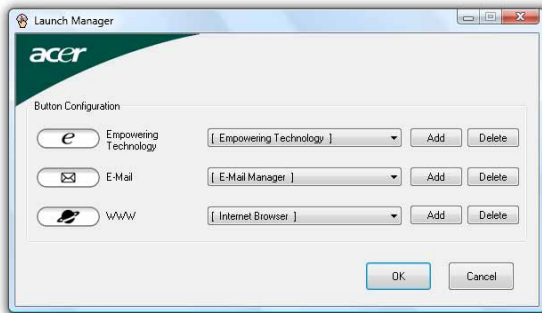 Launch Manager
acer
Button Configuration
e Empowering Technology [ Empowering Technology ] Add Delete
E-Mail [ E-Mail Manager ] Add Delete
WWW [ Internet Browser ] Add Delete
OK Cancel